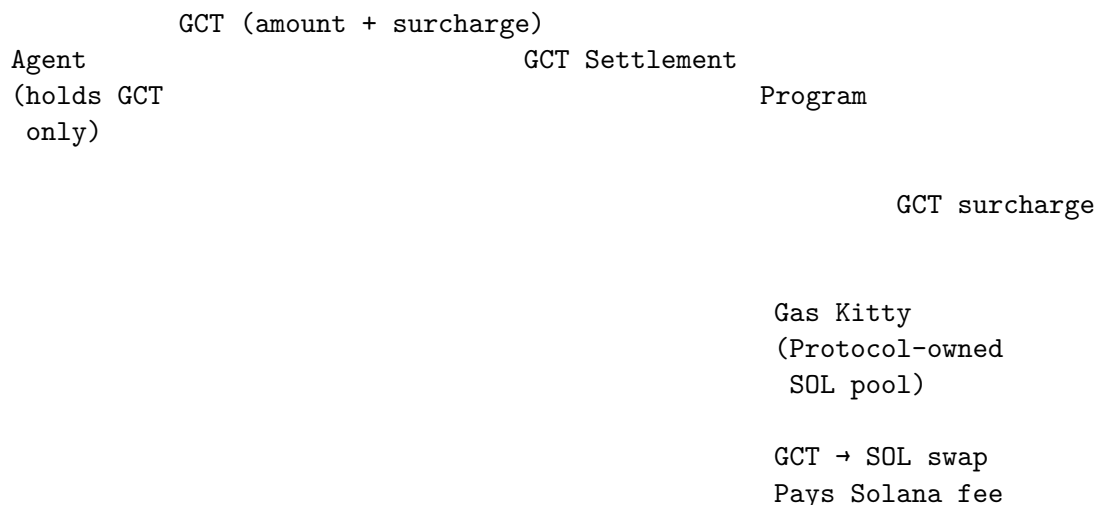 GCT (amount + surcharge)
Agent GCT Settlement
(holds GCT Program
only)
GCT surcharge
Gas Kitty
(Protocol-owned
SOL pool)
GCT → SOL swap
Pays Solana fee